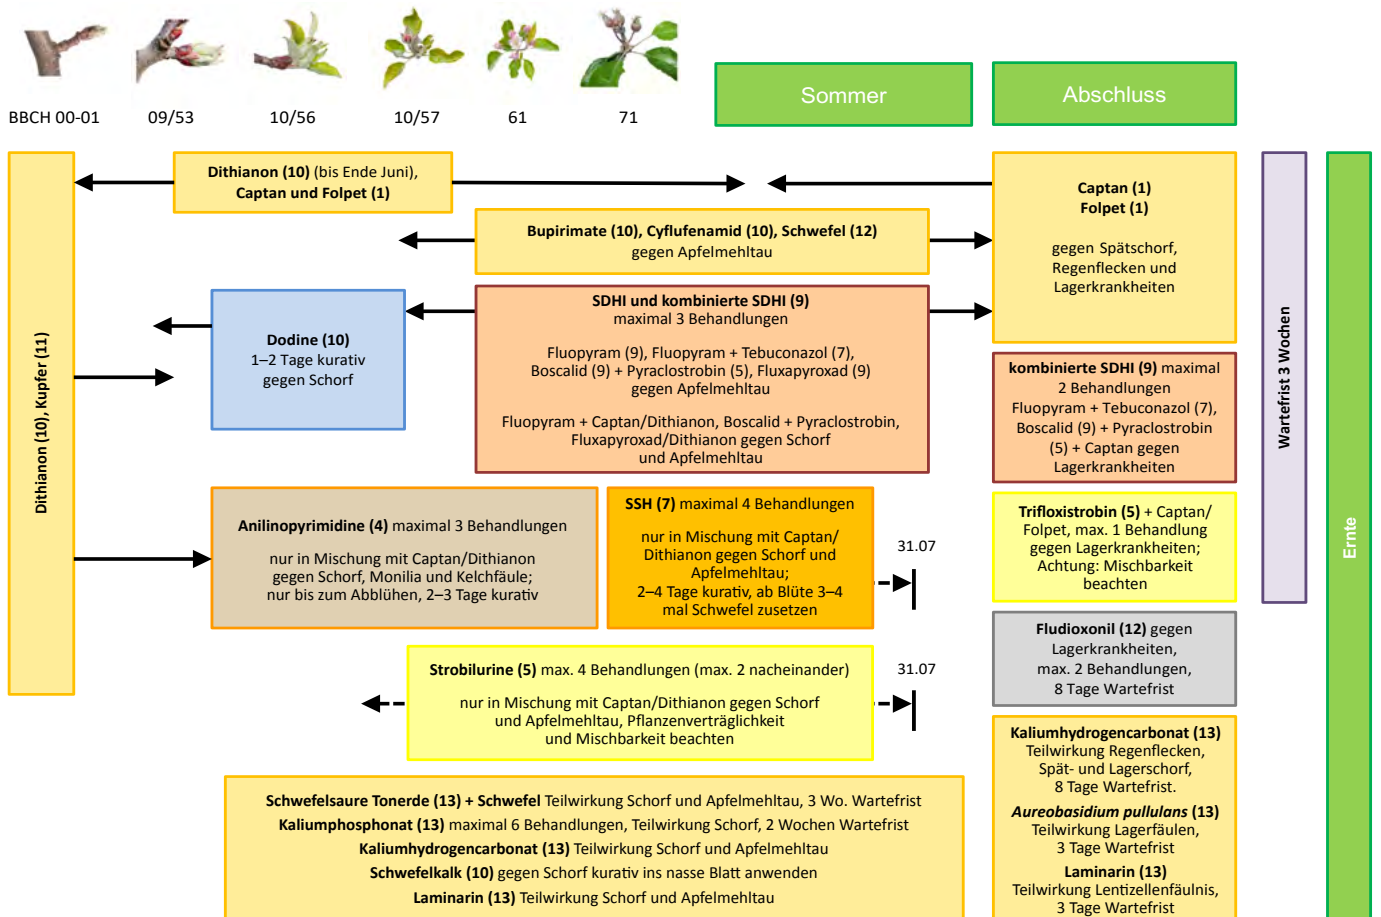 BBCH 00-01
09/53
10/56
10/57
61
71
Sommer
Abschluss
Dithianon (10), Kupfer (11)
Dithianon (10) (bis Ende Juni),
Captan und Folpet (1)
Bupirimate (10), Cyflufenamid (10), Schwefel (12)
gegen Apfelmehltau
Dodine (10)
1–2 Tage kurativ
gegen Schorf
SDHI und kombinierte SDHI (9)
maximal 3 Behandlungen
Fluopyram (9), Fluopyram + Tebuconazol (7),
Boscalid (9) + Pyraclostrobin (5), Fluxapyroxad (9)
gegen Apfelmehltau
Fluopyram + Captan/Dithianon, Boscalid + Pyraclostrobin,
Fluxapyroxad/Dithianon gegen Schorf
und Apfelmehltau
Anilinopyrimidine (4) maximal 3 Behandlungen
nur in Mischung mit Captan/Dithianon
gegen Schorf, Monilia und Kelchfäule;
nur bis zum Abblühen, 2–3 Tage kurativ
SSH (7) maximal 4 Behandlungen
nur in Mischung mit Captan/
Dithianon gegen Schorf und
Apfelmehltau;
2–4 Tage kurativ, ab Blüte 3–4
mal Schwefel zusetzen
31.07
Strobilurine (5) max. 4 Behandlungen (max. 2 nacheinander)
nur in Mischung mit Captan/Dithianon gegen Schorf
und Apfelmehltau, Pflanzenverträglichkeit
und Mischbarkeit beachten
31.07
Schwefelsaure Tonerde (13) + Schwefel Teilwirkung Schorf und Apfelmehltau, 3 Wo. Wartefrist
Kaliumphosphonat (13) maximal 6 Behandlungen, Teilwirkung Schorf, 2 Wochen Wartefrist
Kaliumhydrogencarbonat (13) Teilwirkung Schorf und Apfelmehltau
Schwefelkalk (10) gegen Schorf kurativ ins nasse Blatt anwenden
Laminarin (13) Teilwirkung Schorf und Apfelmehltau
Captan (1)
Folpet (1)
gegen Spätschorf,
Regenflecken und
Lagerkrankheiten
kombinierte SDHI (9) maximal
2 Behandlungen
Fluopyram + Tebuconazol (7),
Boscalid (9) + Pyraclostrobin
(5) + Captan gegen
Lagerkrankheiten
Trifloxistrobin (5) + Captan/
Folpet, max. 1 Behandlung
gegen Lagerkrankheiten;
Achtung: Mischbarkeit
beachten
Fludioxonil (12) gegen
Lagerkrankheiten,
max. 2 Behandlungen,
8 Tage Wartefrist
Kaliumhydrogencarbonat (13)
Teilwirkung Regenflecken,
Spät- und Lagerschorf,
8 Tage Wartefrist.
Aureobasidium pullulans (13)
Teilwirkung Lagerfäulen,
3 Tage Wartefrist
Laminarin (13)
Teilwirkung Lentizellenfäulnis,
3 Tage Wartefrist
Wartefrist 3 Wochen
Ernte